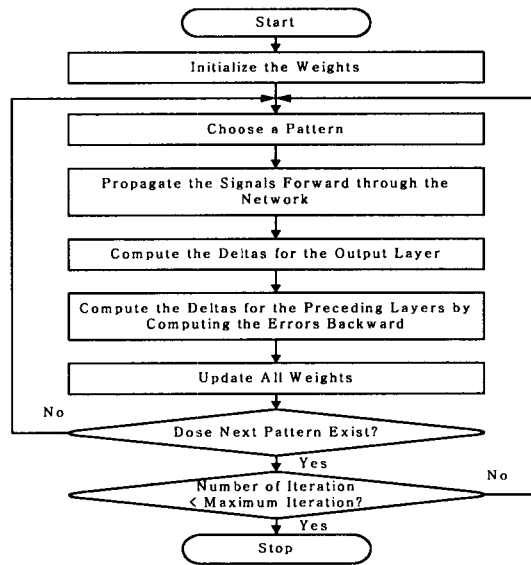 Start
Initialize the Weights
Choose a Pattern
Propagate the Signals Forward through the
Network
Compute the Deltas for the Output Layer
Compute the Deltas for the Preceding Layers by
Computing the Errors Backward
Update All Weights
No
Dose Next Pattern Exist?
Yes
No
Number of Iteration
< Maximum Iteration?
Yes
Stop